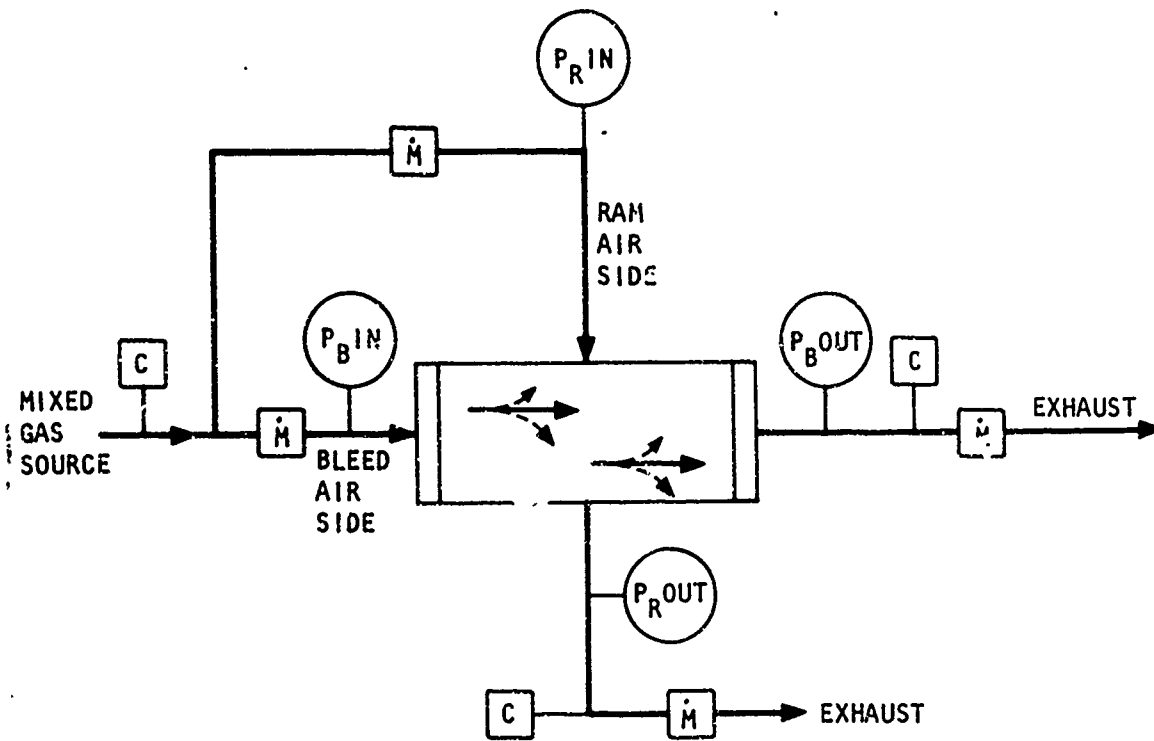 P_R IN
Ṁ
RAM
AIR
SIDE
P_B IN
P_B OUT
C
C
MIXED
GAS
SOURCE
Ṁ
BLEED
AIR
SIDE
Ṁ
EXHAUST
P_R OUT
C
Ṁ
EXHAUST